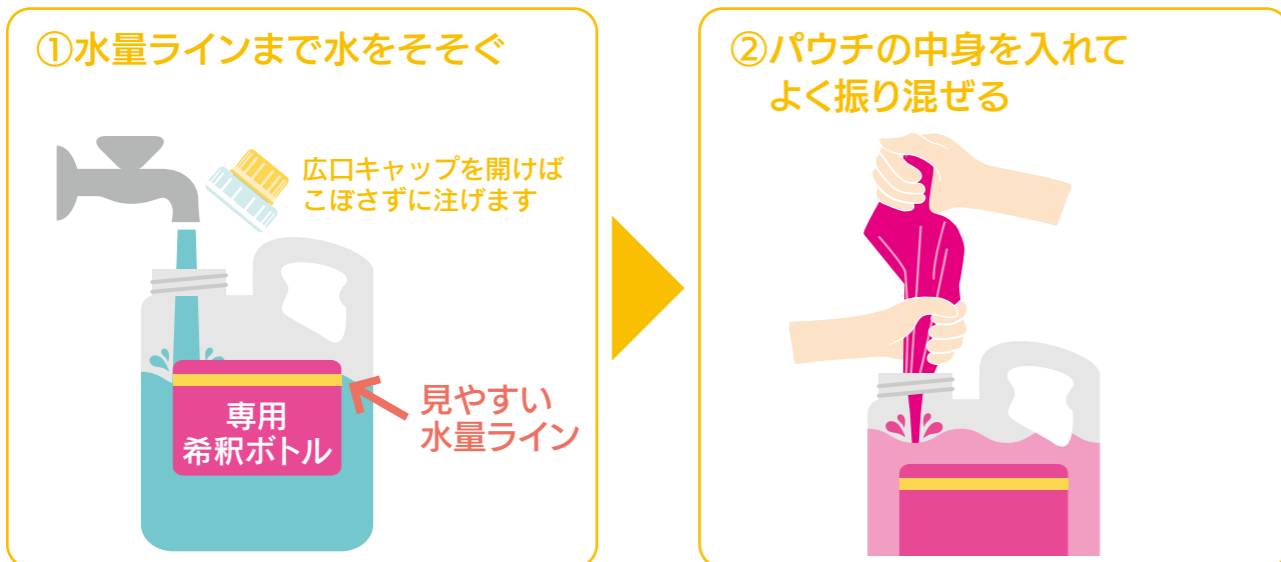 ①水量ラインまで水をそそぐ
広口キャップを開けば
こぼさずに注げます
専用
希釈ボトル
見やすい
水量ライン
②パウチの中身を入れて
よく振り混ぜる